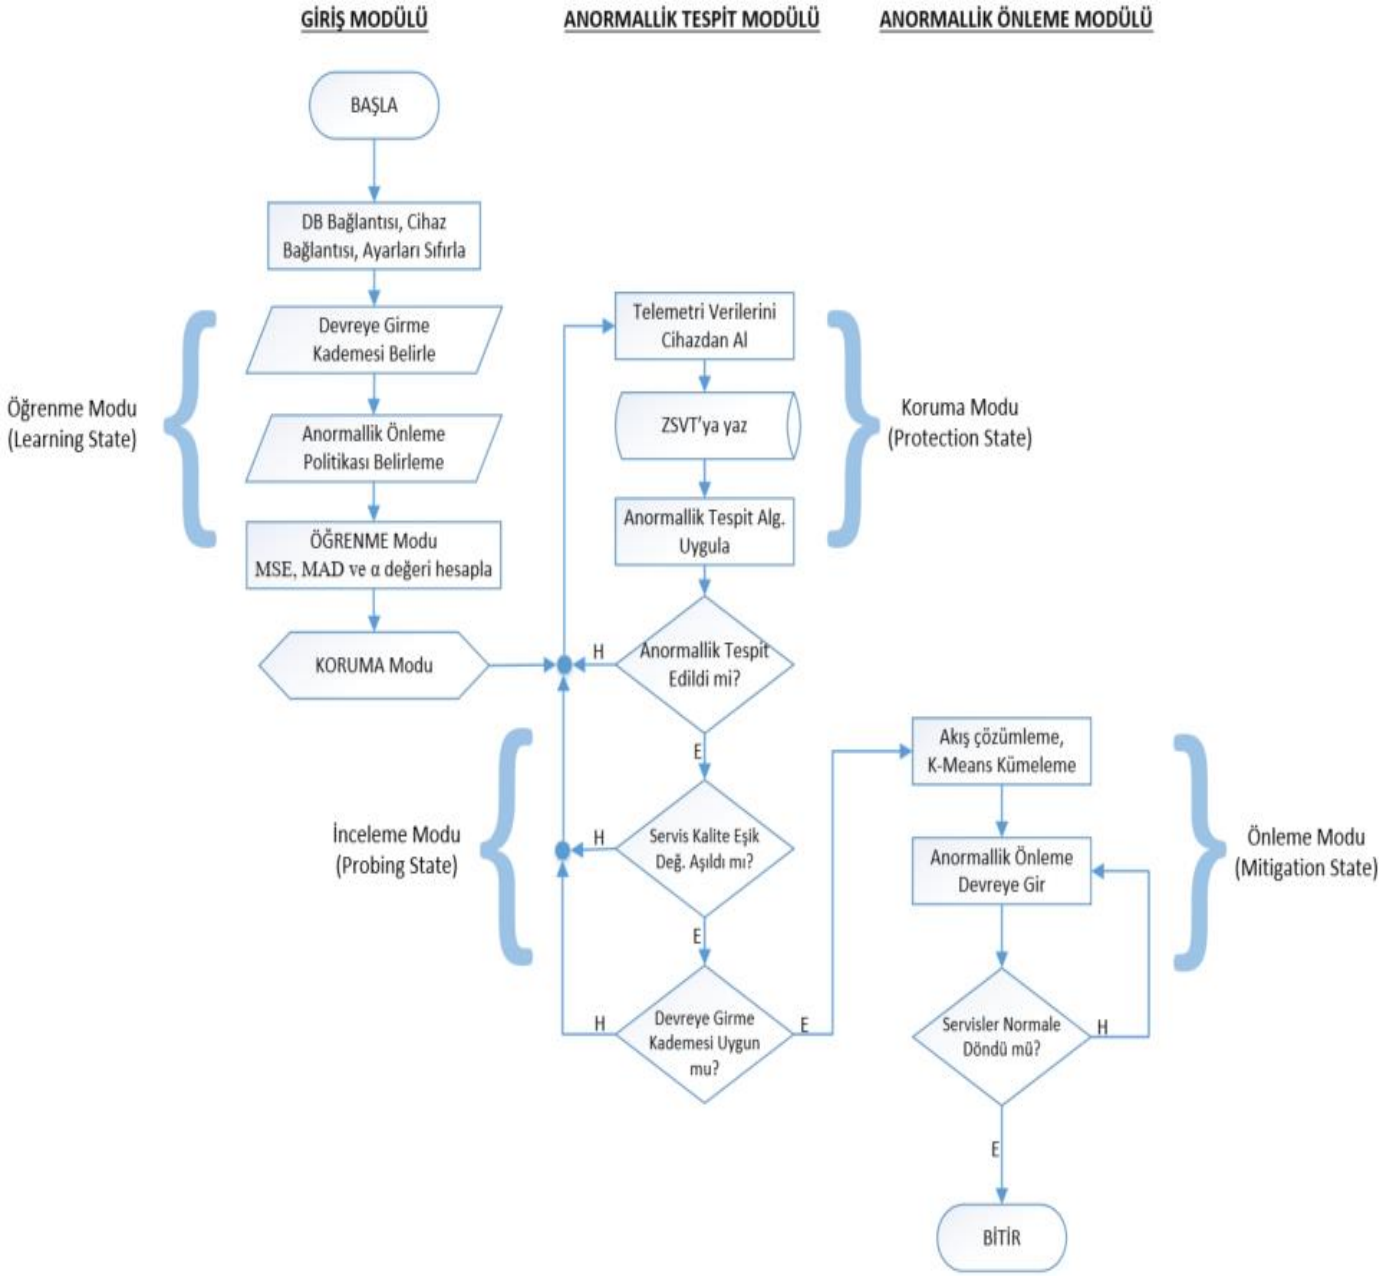 GİRİŞ MODÜLÜ
ANORMALLİK TESPİT MODÜLÜ
ANORMALLİK ÖNLEME MODÜLÜ
BAŞLA
DB Bağlantısı, Cihaz
Bağlantısı, Ayarları Sıfırla
Devreye Girme
Kademesi Belirle
Anormallik Önleme
Politikası Belirleme
ÖĞRENME Modu
MSE, MAD ve α değeri hesapla
KORUMA Modu
Öğrenme Modu
(Learning State)
Telemetri Verilerini
Cihazdan Al
ZSVT'ya yaz
Anormallik Tespit Alg.
Uygula
Anormallik Tespit
Edildi mi?
H
E
Koruma Modu
(Protection State)
Servis Kalite Eşik
Değ. Aşıldı mı?
H
E
Devreye Girme
Kademesi Uygun
mu?
H
E
İnceleme Modu
(Probing State)
Akış çözümleme,
K-Means Kümeleme
Anormallik Önleme
Devreye Gir
Servisler Normale
Döndü mü?
H
E
BİTİR
Önleme Modu
(Mitigation State)